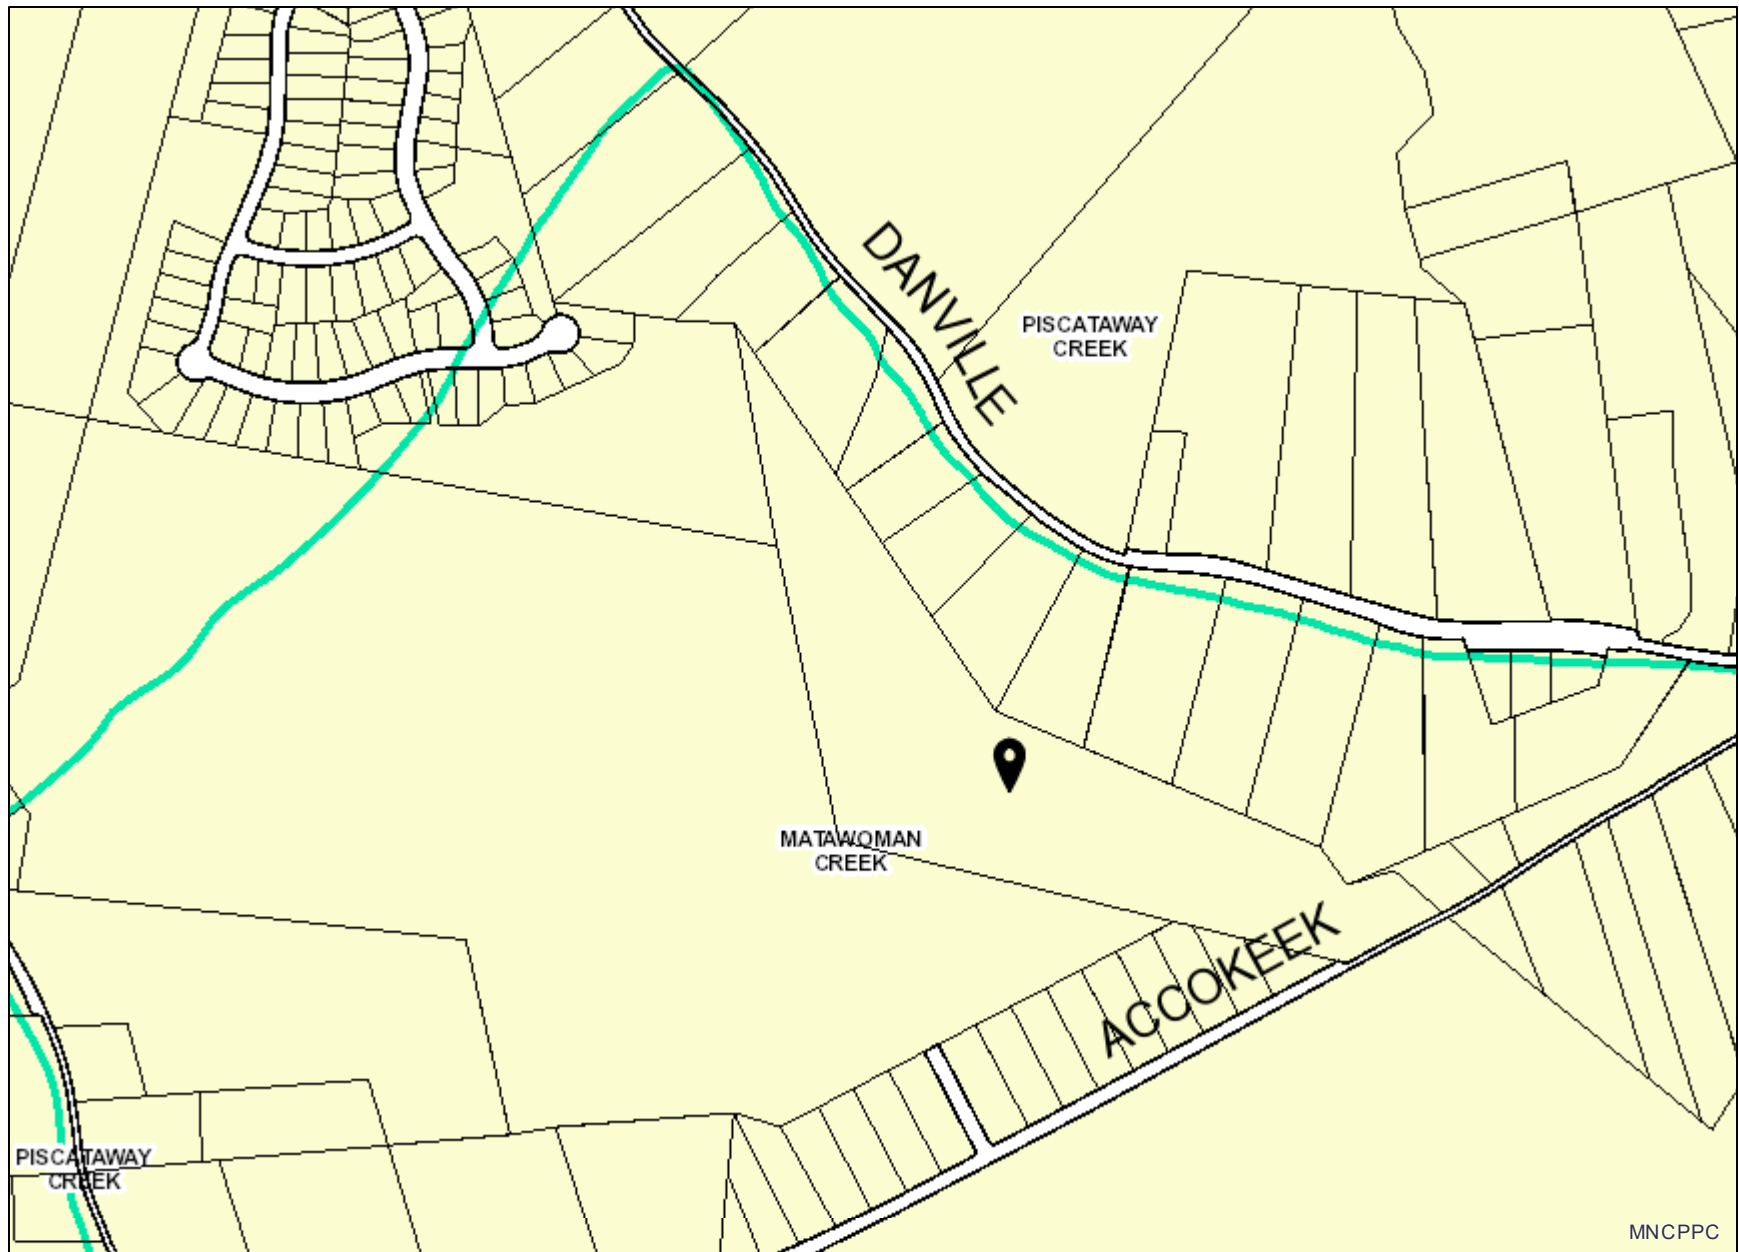 DANVILLE
PISCATAWAY
CREEK
MATAWOMAN
CREEK
ACCOKEEK
PISCATAWAY
CREEK
MNCPPC